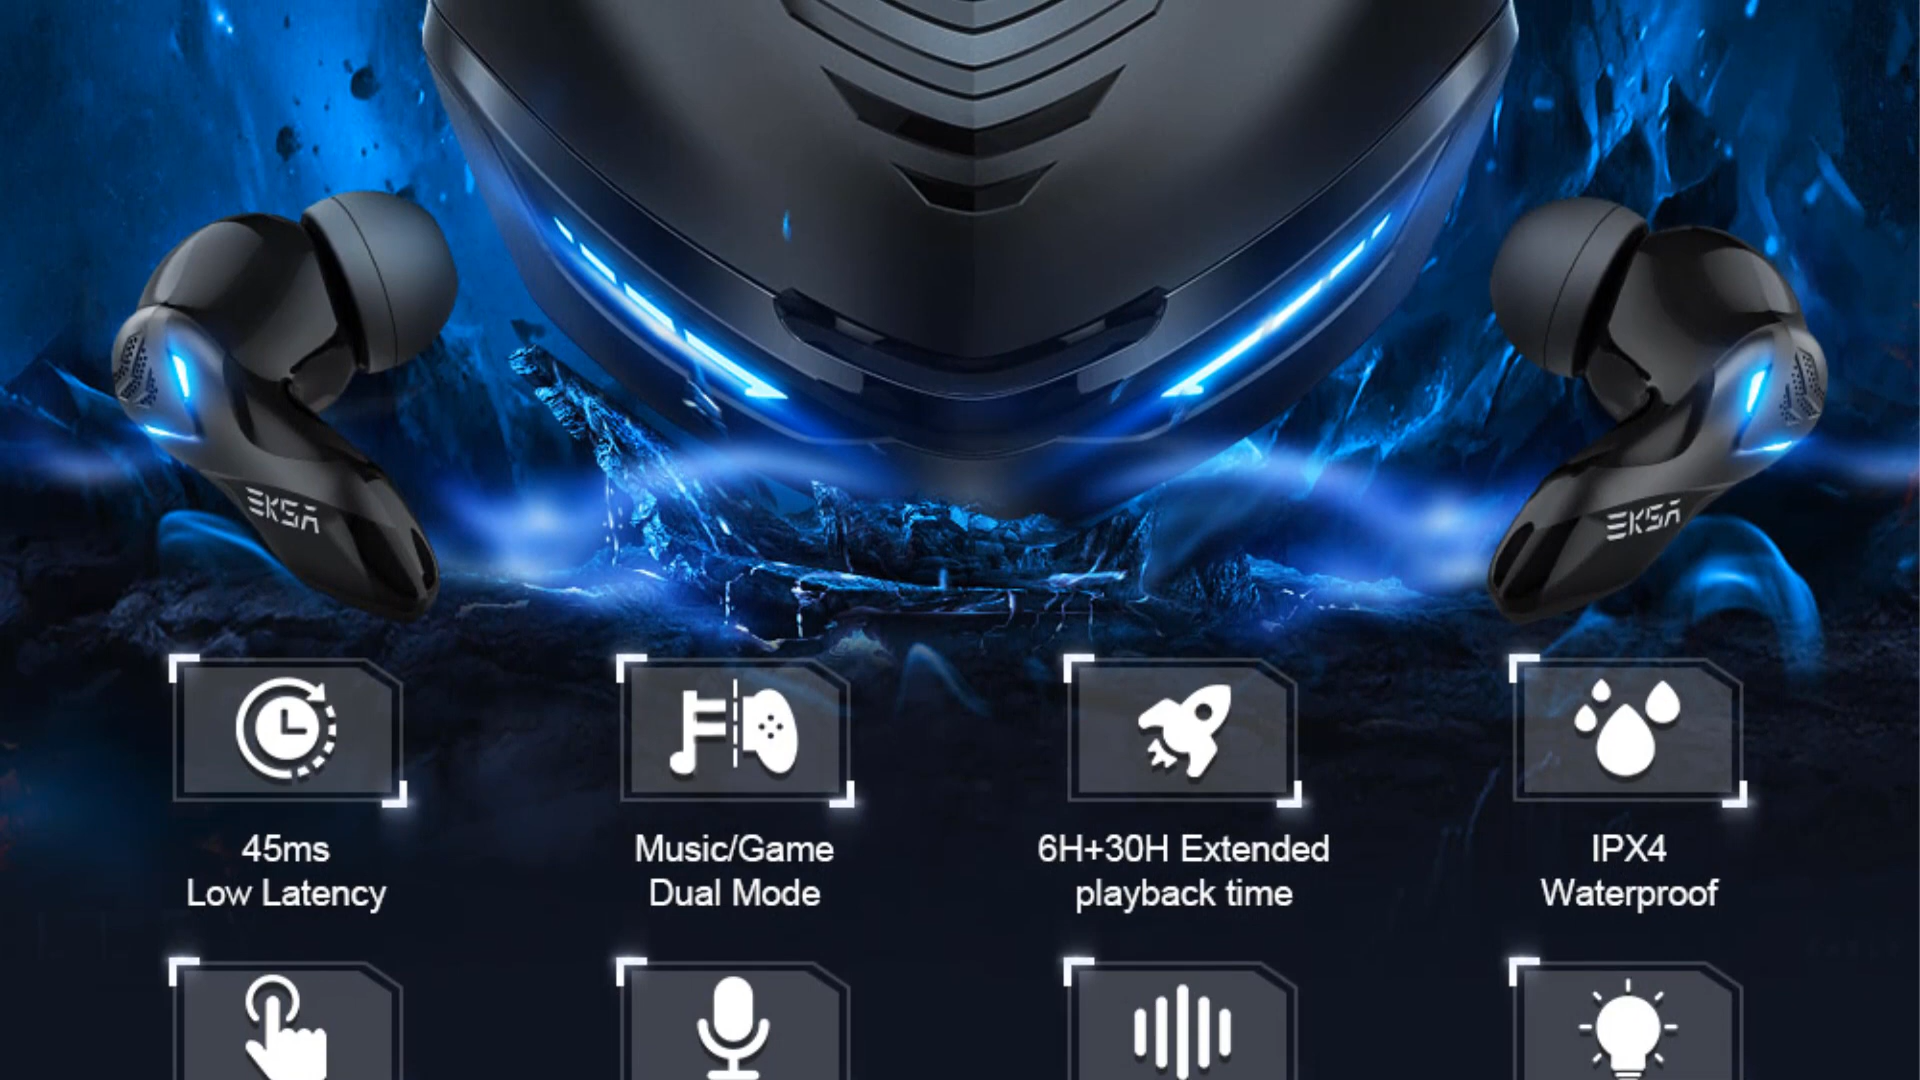 EKSA
EKSA
45ms
Low Latency
Music/Game
Dual Mode
6H+30H Extended
playback time
IPX4
Waterproof